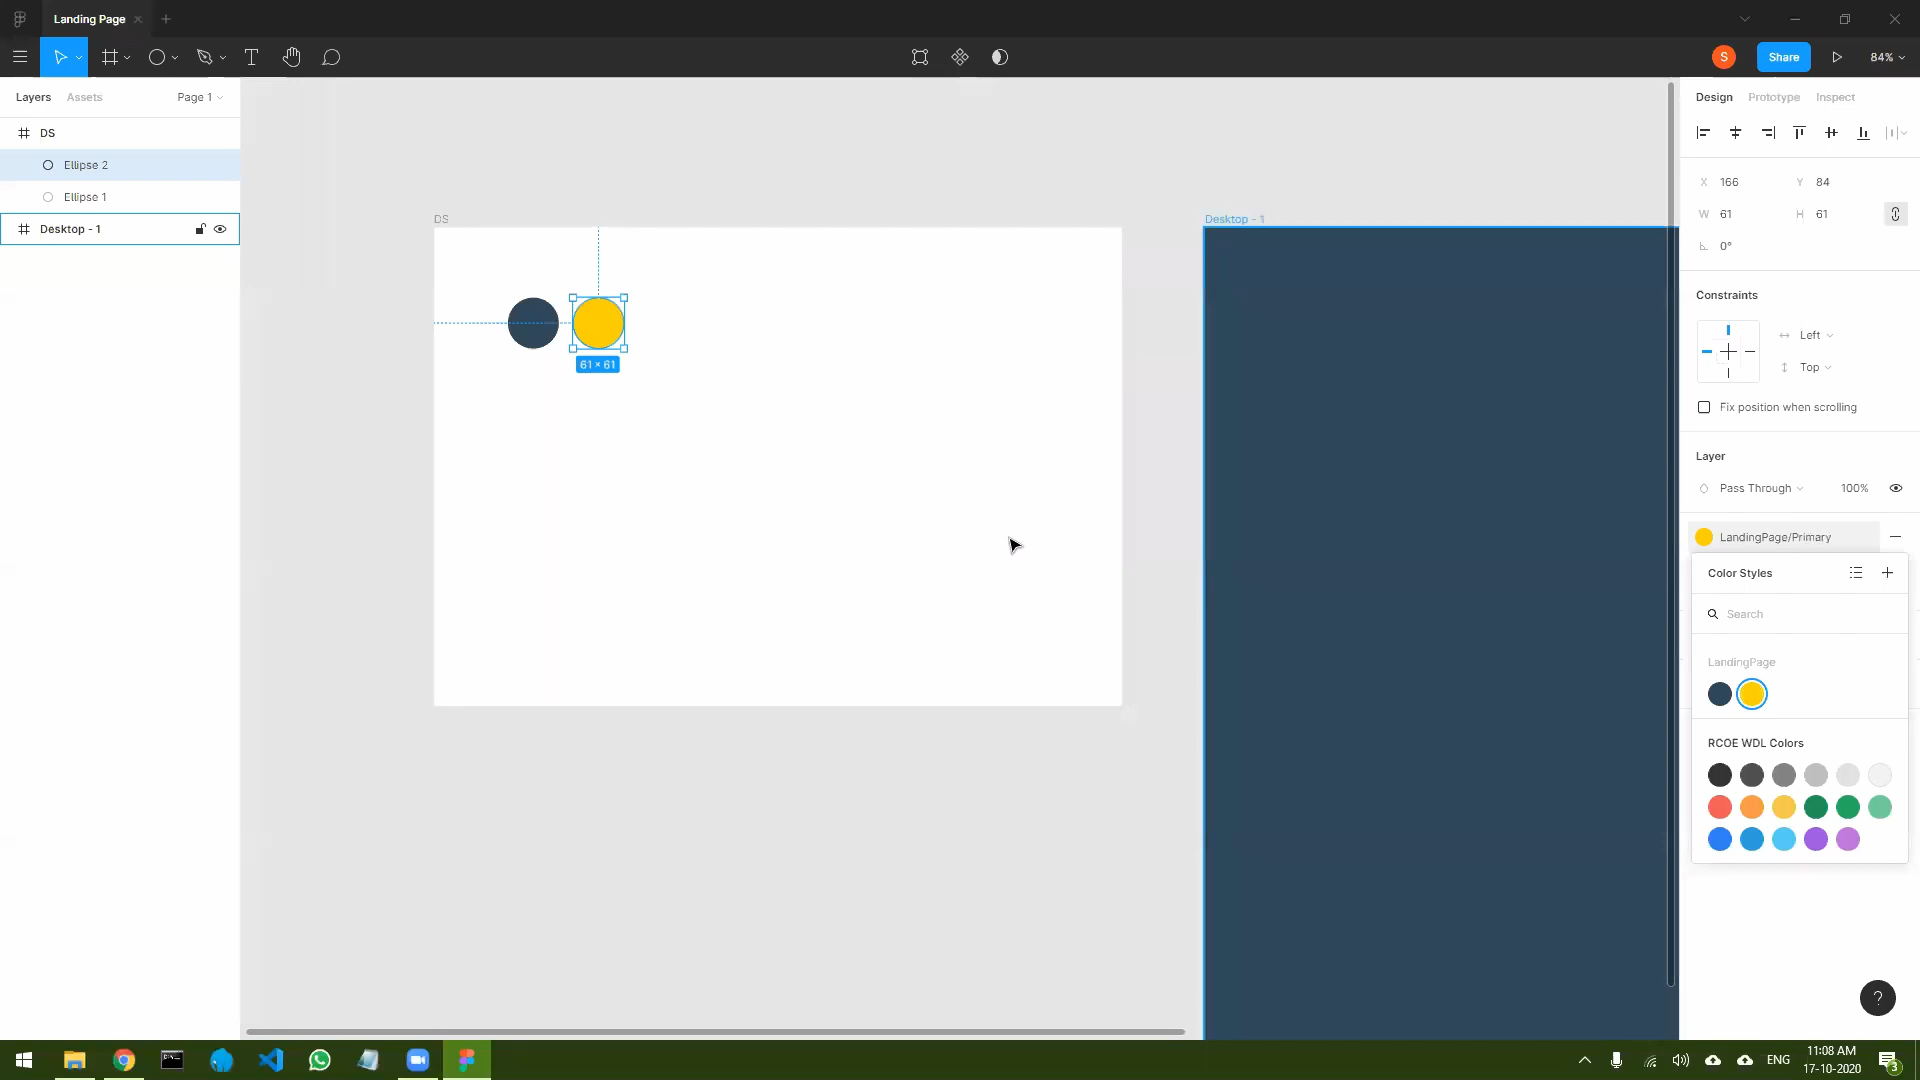 Landing Page
S
Share
84%
Layers
Assets
Page 1
Design
Prototype
Inspect
DS
Ellipse 2
Ellipse 1
Desktop - 1
DS
Desktop - 1
61 × 61
X 166
Y 84
W 61
H 61
0°
Constraints
Left
Top
Fix position when scrolling
Layer
Pass Through
100%
LandingPage/Primary
Color Styles
Search
LandingPage
RCOE WDL Colors
?
ENG
11:08 AM
17-10-2020
3